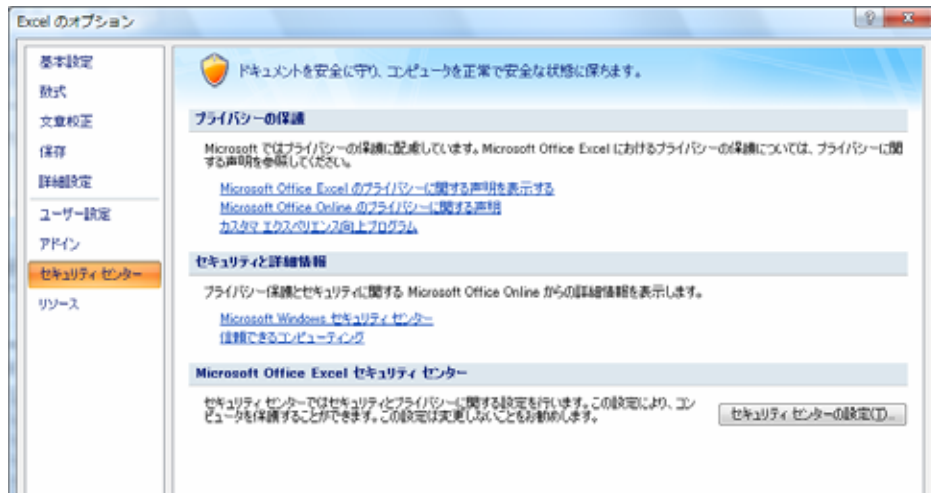 Excel のオプション
基本設定
数式
文章校正
保存
詳細設定
ユーザー設定
アドイン
セキュリティ センター
リソース
ドキュメントを安全に守り、コンピュータを正常で安全な状態に保ちます。
プライバシーの保護
Microsoft ではプライバシーの保護に配慮しています。Microsoft Office Excel におけるプライバシーの保護については、プライバシーに関
する声明を参照してください。
Microsoft Office Excel のプライバシーに関する声明を表示する
Microsoft Office Online のプライバシーに関する声明
カスタマ エクスペリエンス向上プログラム
セキュリティと詳細情報
プライバシー保護とセキュリティに関する Microsoft Office Online からの詳細情報を表示します。
Microsoft Windows セキュリティ センター
信頼できるコンピューティング
Microsoft Office Excel セキュリティ センター
セキュリティ センターではセキュリティとプライバシーに関する設定を行います。この設定により、コン
ピュータを保護することができます。この設定は変更しないことをお勧めします。
セキュリティ センターの設定(T)...